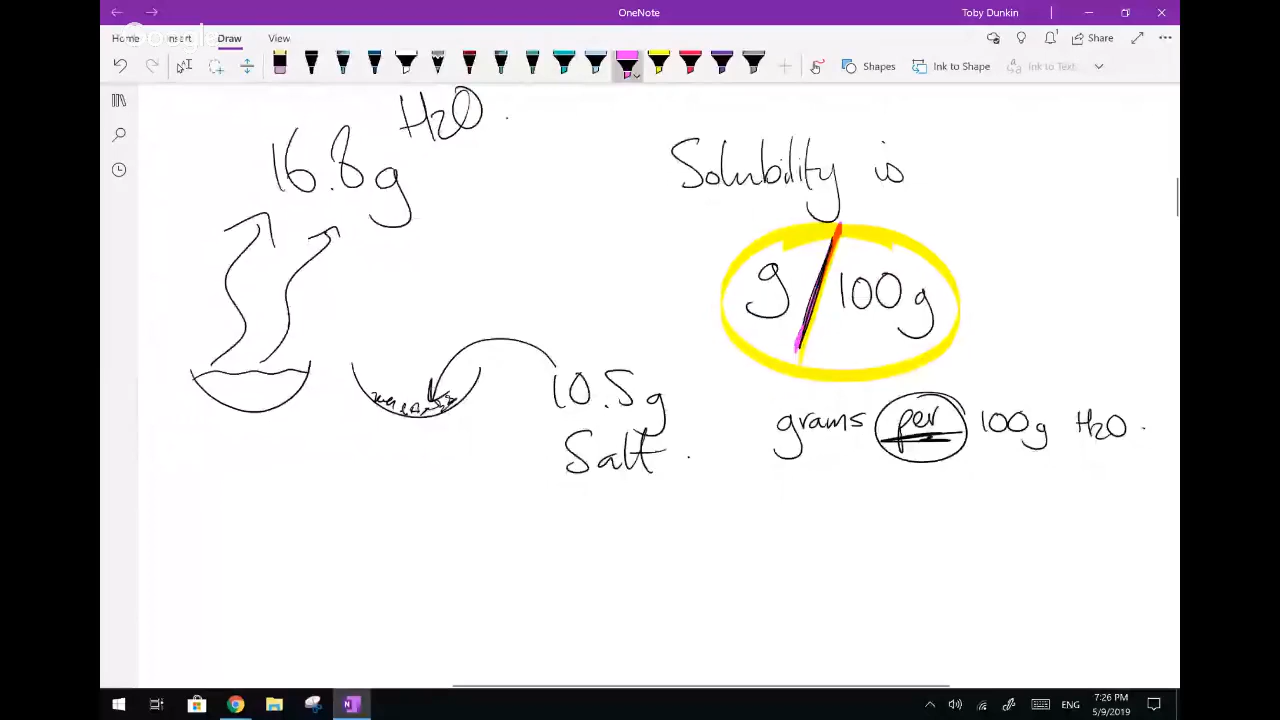 OneNote
Toby Dunkin
Google
Home Insert Draw View
Share
Shapes
Ink to Shape
Ink to Text
H2O.
16.8g
Solubility is
g/100g
10.5g
Salt.
grams per 100g H2O.
ENG
7:26 PM
5/9/2019